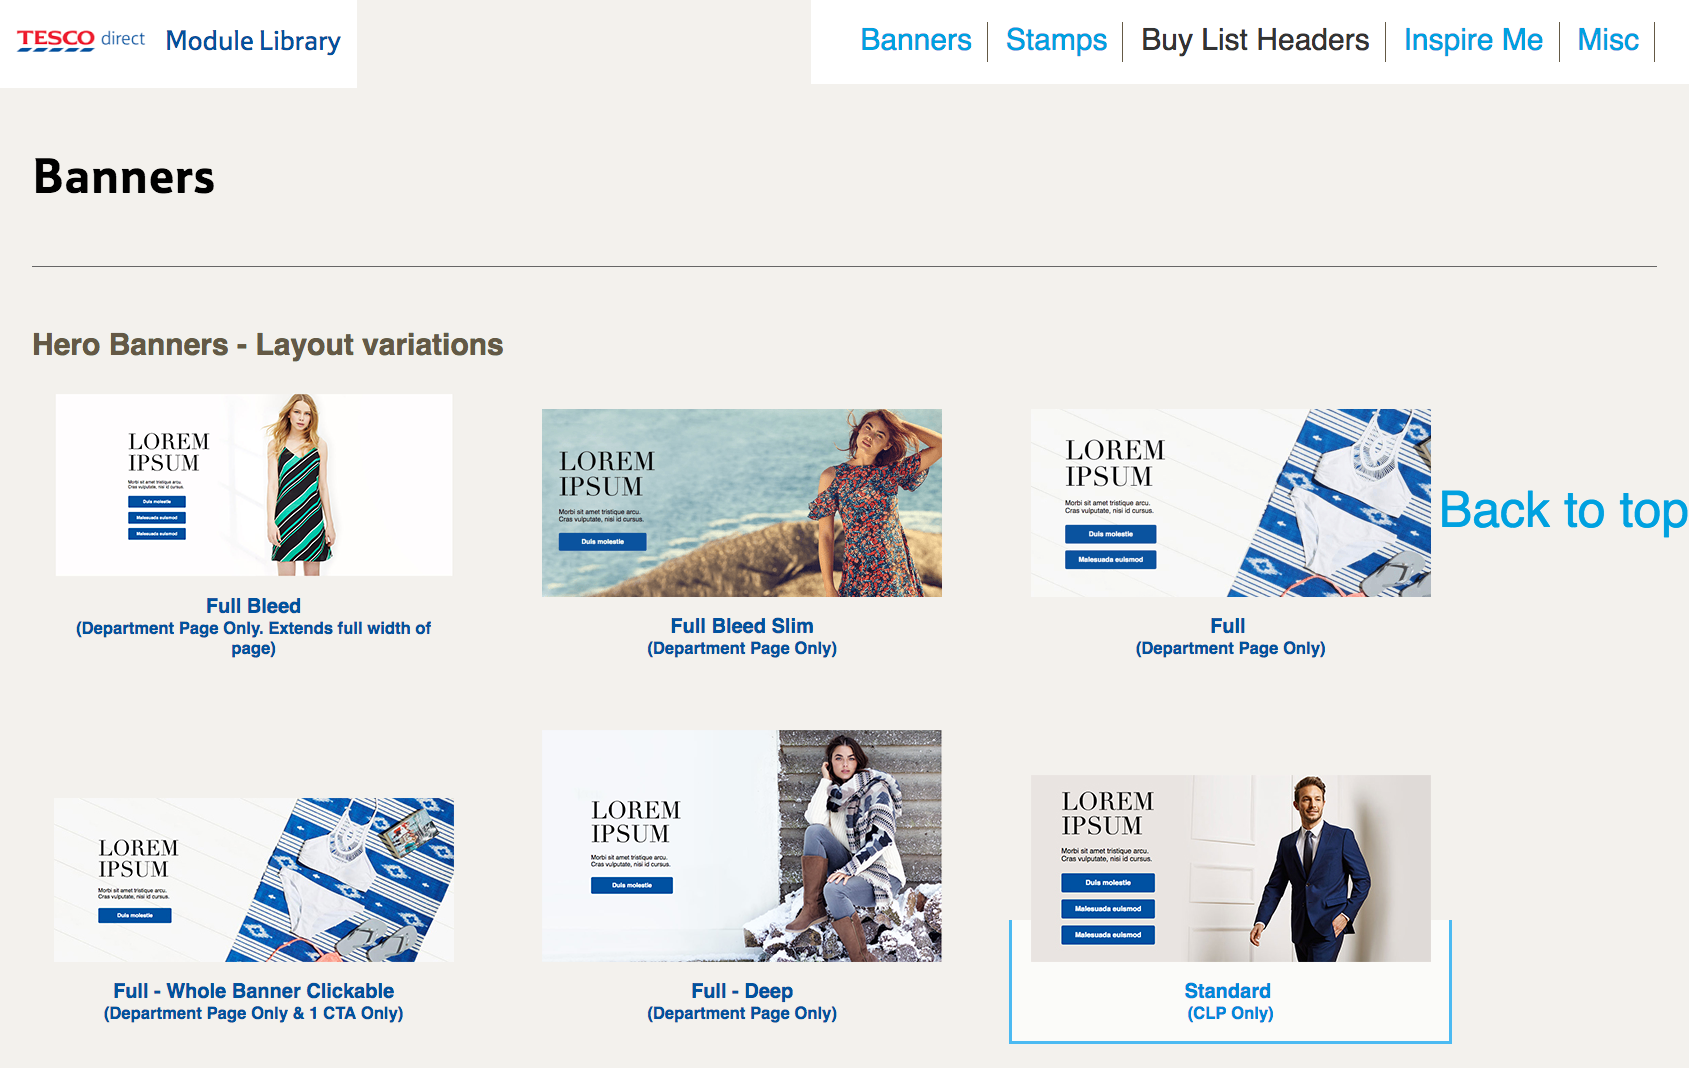 TESCO direct Module Library
Banners
Stamps
Buy List Headers
Inspire Me
Misc
Banners
Hero Banners - Layout variations
LOREM
IPSUM
Morbi sit amet tristique arcu.
Cras vulputate, nisi id cursus.
Duis molestie
Malesuada euismod
Malesuada euismod
Full Bleed
(Department Page Only. Extends full width of
page)
LOREM
IPSUM
Morbi sit amet tristique arcu.
Cras vulputate, nisi id cursus.
Duis molestie
Full Bleed Slim
(Department Page Only)
LOREM
IPSUM
Morbi sit amet tristique arcu.
Cras vulputate, nisi id cursus.
Duis molestie
Malesuada euismod
Full
(Department Page Only)
Back to top
LOREM
IPSUM
Morbi sit amet tristique arcu.
Cras vulputate, nisi id cursus.
Duis molestie
Full - Whole Banner Clickable
(Department Page Only & 1 CTA Only)
LOREM
IPSUM
Morbi sit amet tristique arcu.
Cras vulputate, nisi id cursus.
Duis molestie
Full - Deep
(Department Page Only)
LOREM
IPSUM
Morbi sit amet tristique arcu.
Cras vulputate, nisi id cursus.
Duis molestie
Malesuada euismod
Malesuada euismod
Standard
(CLP Only)